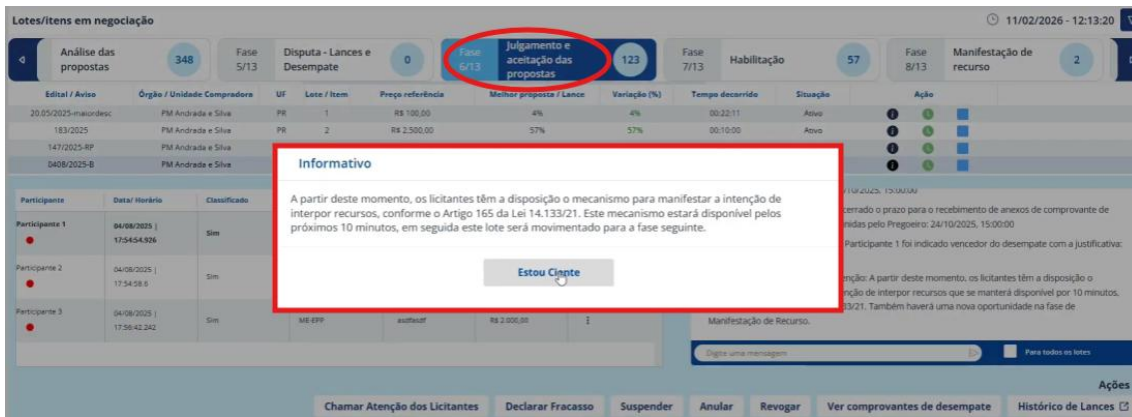 Lotes/itens em negociação
11/02/2026 - 12:13:20
Análise das
propostas
348
Fase
5/13
Disputa - Lances e
Desempate
0
Fase
6/13
Julgamento e
aceitação das
propostas
123
Fase
7/13
Habilitação
57
Fase
8/13
Manifestação de
recurso
2
Edital / Aviso Órgão / Unidade Compradora UF Lote / Item Preço referência Melhor proposta / Lance Variação (%) Tempo decorrido Situação Ação
20.05/2025-maiordesc PM Andrada e Silva PR 1 R$ 100,00 4% 4% 00:22:11 Ativo
183/2025 PM Andrada e Silva PR 2 R$ 2.500,00 57% 57% 00:10:00 Ativo
147/2025-RP PM Andrada e Silva
0408/2025-B PM Andrada e Silva
Informativo
A partir deste momento, os licitantes têm a disposição o mecanismo para manifestar a intenção de
interpor recursos, conforme o Artigo 165 da Lei 14.133/21. Este mecanismo estará disponível pelos
próximos 10 minutos, em seguida este lote será movimentado para a fase seguinte.
Estou Ciente
Participante Data/ Horário Classificado
Participante 1 04/08/2025 |
17:54:54.926 Sim
Participante 2 04/08/2025 |
17:54:58.6 Sim
Participante 3 04/08/2025 |
17:56:42.242 Sim ME-EPP asdfasdf R$ 2.000,00
/10/2025, 15:00:00
cerrado o prazo para o recebimento de anexos de comprovante de
nidas pelo Pregoeiro: 24/10/2025, 15:00:00
Participante 1 foi indicado vencedor do desempate com a justificativa:
enção: A partir deste momento, os licitantes têm a disposição o
nção de interpor recursos que se manterá disponível por 10 minutos,
33/21. Também haverá uma nova oportunidade na fase de
Manifestação de Recurso.
Digite uma mensagem
Para todos os lotes
Ações
Chamar Atenção dos Licitantes
Declarar Fracasso
Suspender
Anular
Revogar
Ver comprovantes de desempate
Histórico de Lances